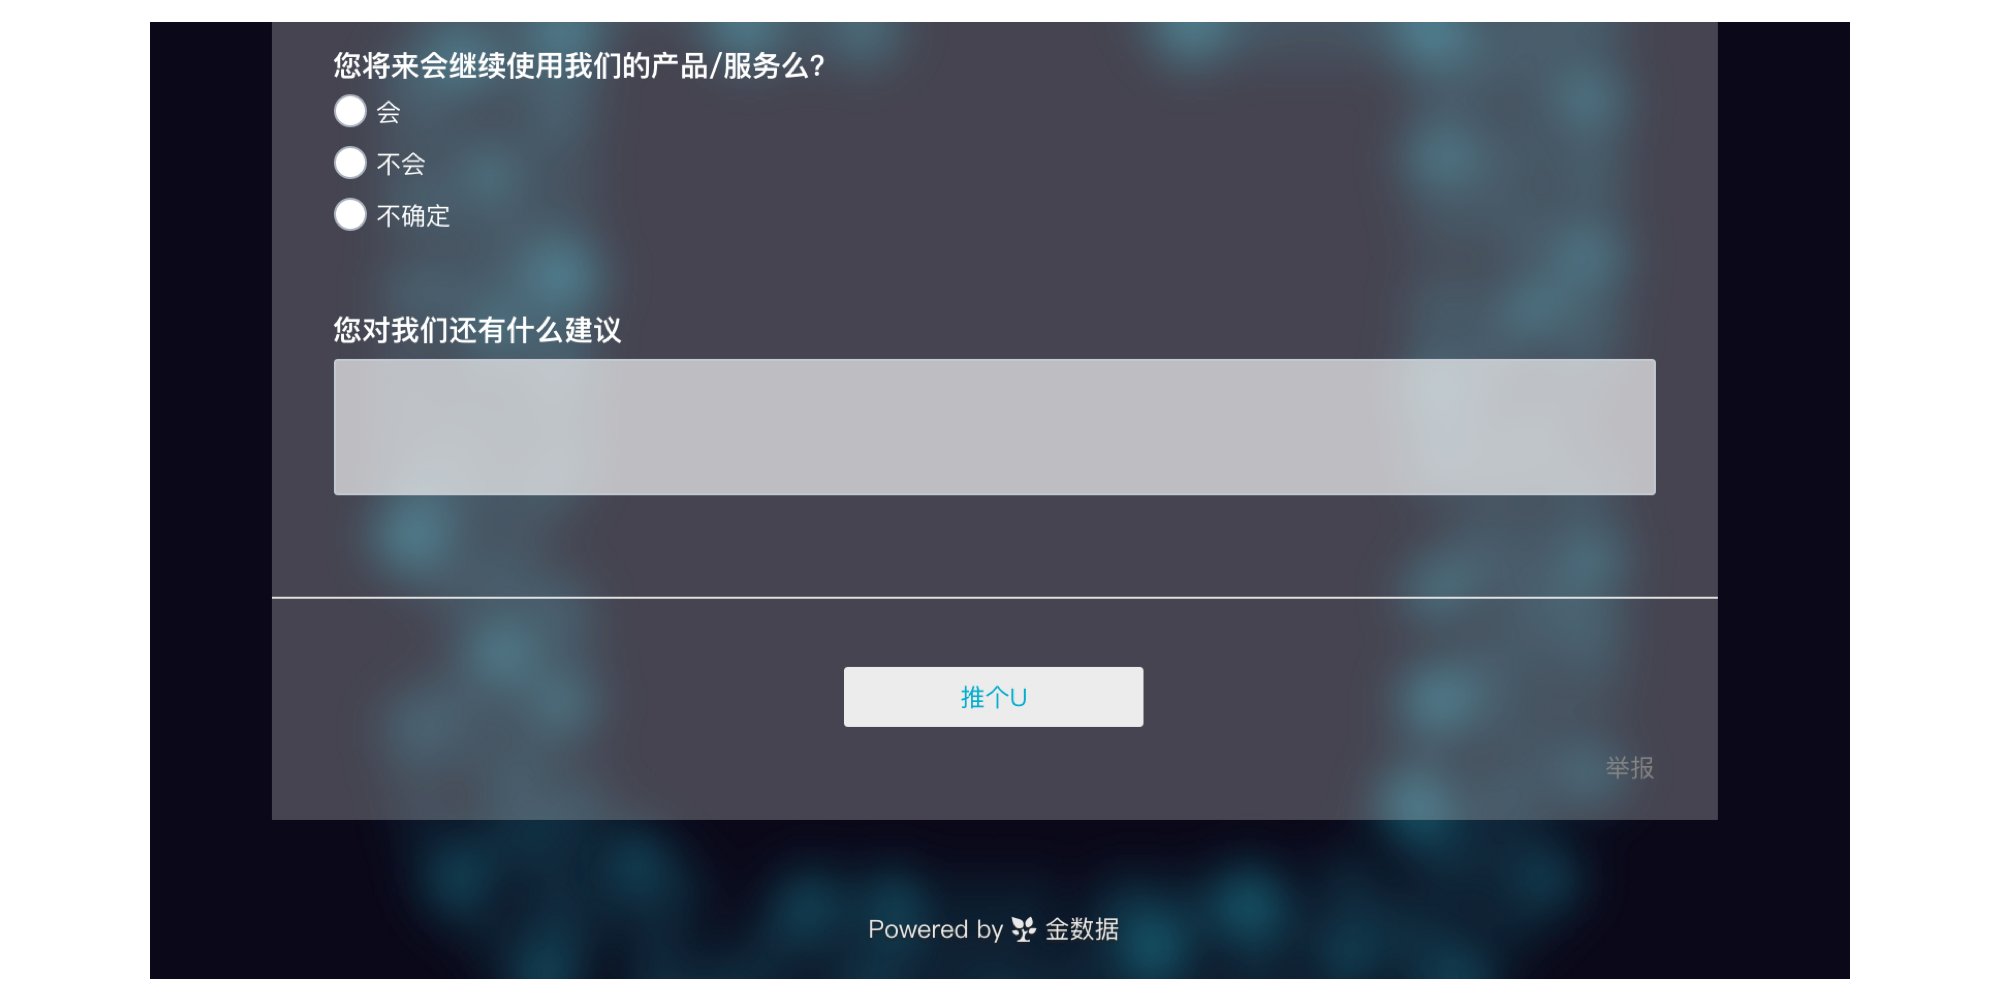 您将来会继续使用我们的产品/服务么?
会
不会
不确定
您对我们还有什么建议
推个U
举报
Powered by 金数据